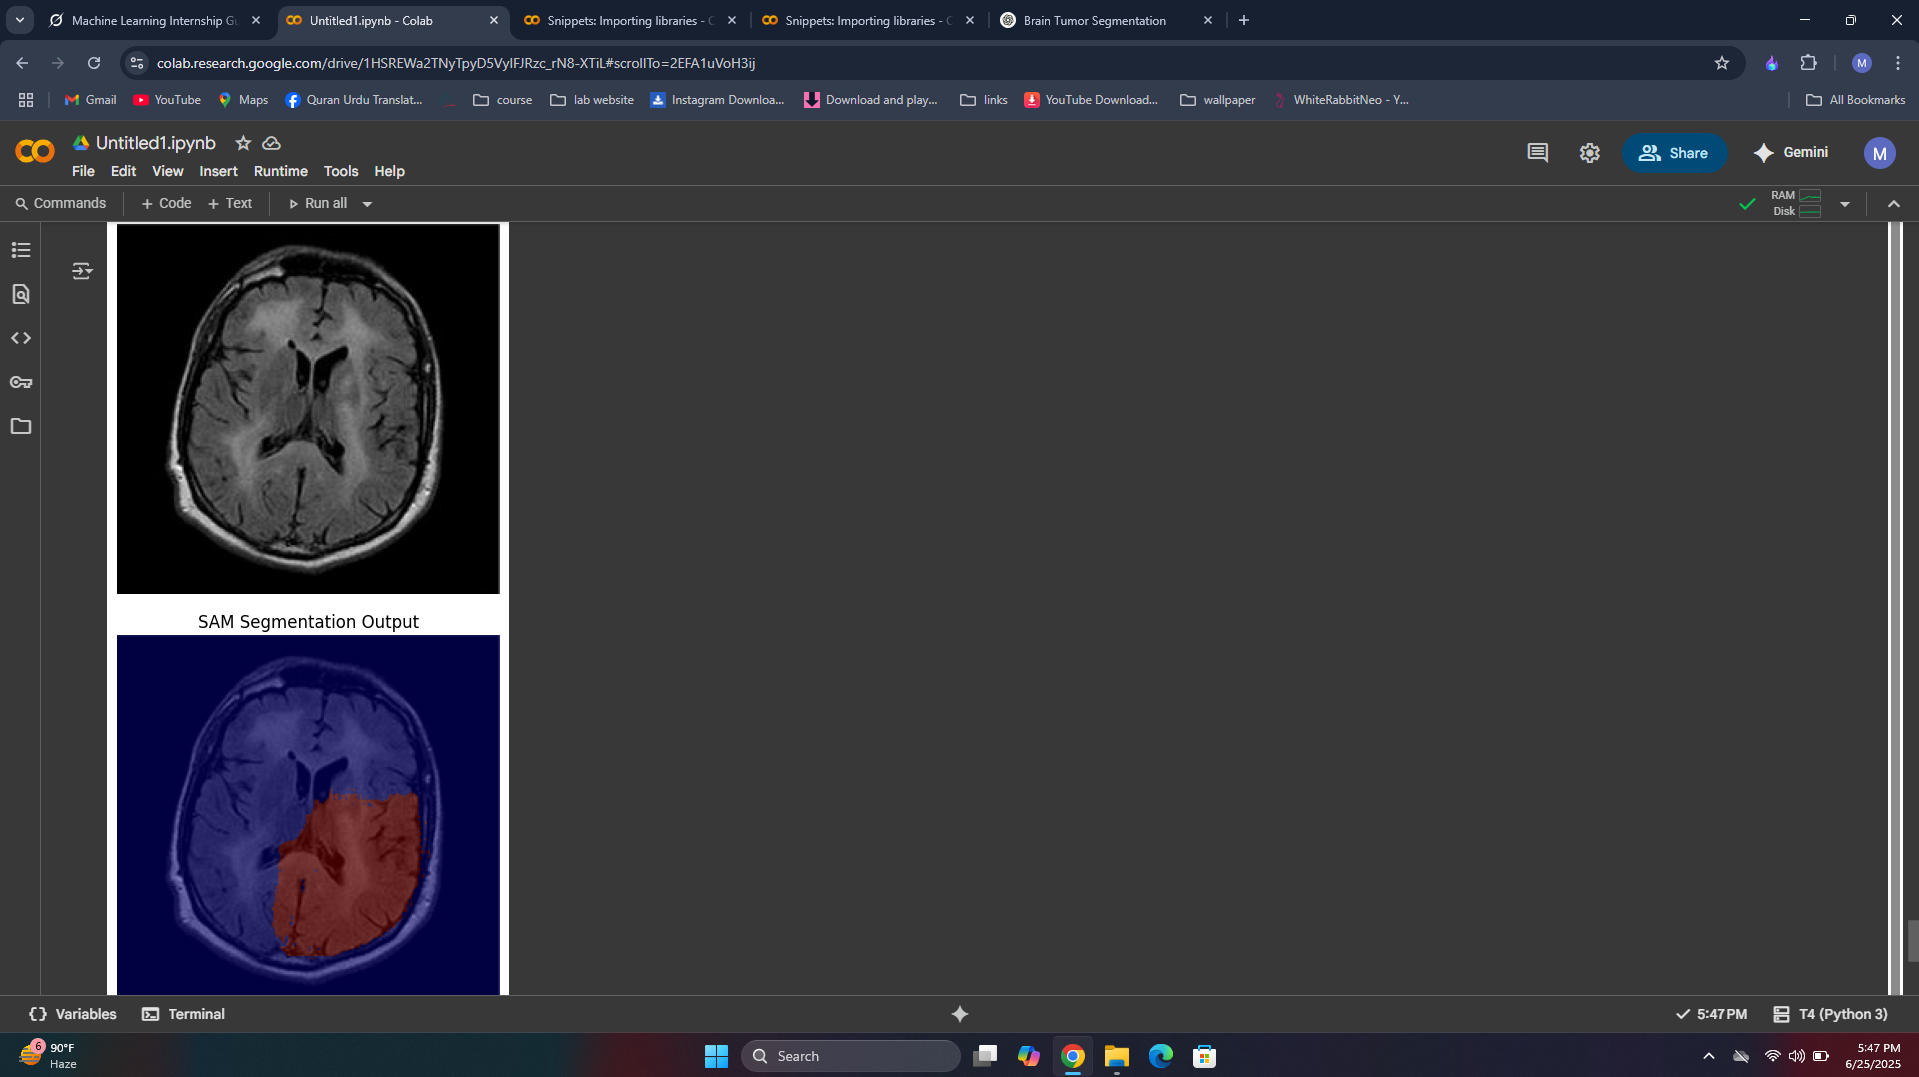 Machine Learning Internship Gu
Untitled1.ipynb - Colab
Snippets: Importing libraries - C
Snippets: Importing libraries - C
Brain Tumor Segmentation
colab.research.google.com/drive/1HSREWa2TNyTpyD5VyIFJRzc_rN8-XTiL#scrollTo=2EFA1uVoH3ij
M
Gmail
YouTube
Maps
Quran Urdu Translat...
course
lab website
Instagram Downloa...
Download and play...
links
YouTube Download...
wallpaper
WhiteRabbitNeo - Y...
All Bookmarks
Untitled1.ipynb
File Edit View Insert Runtime Tools Help
Share
Gemini
M
Commands
+ Code + Text
Run all
RAM
Disk
SAM Segmentation Output
Variables
Terminal
5:47 PM
T4 (Python 3)
6
90°F
Haze
Search
5:47 PM
6/25/2025